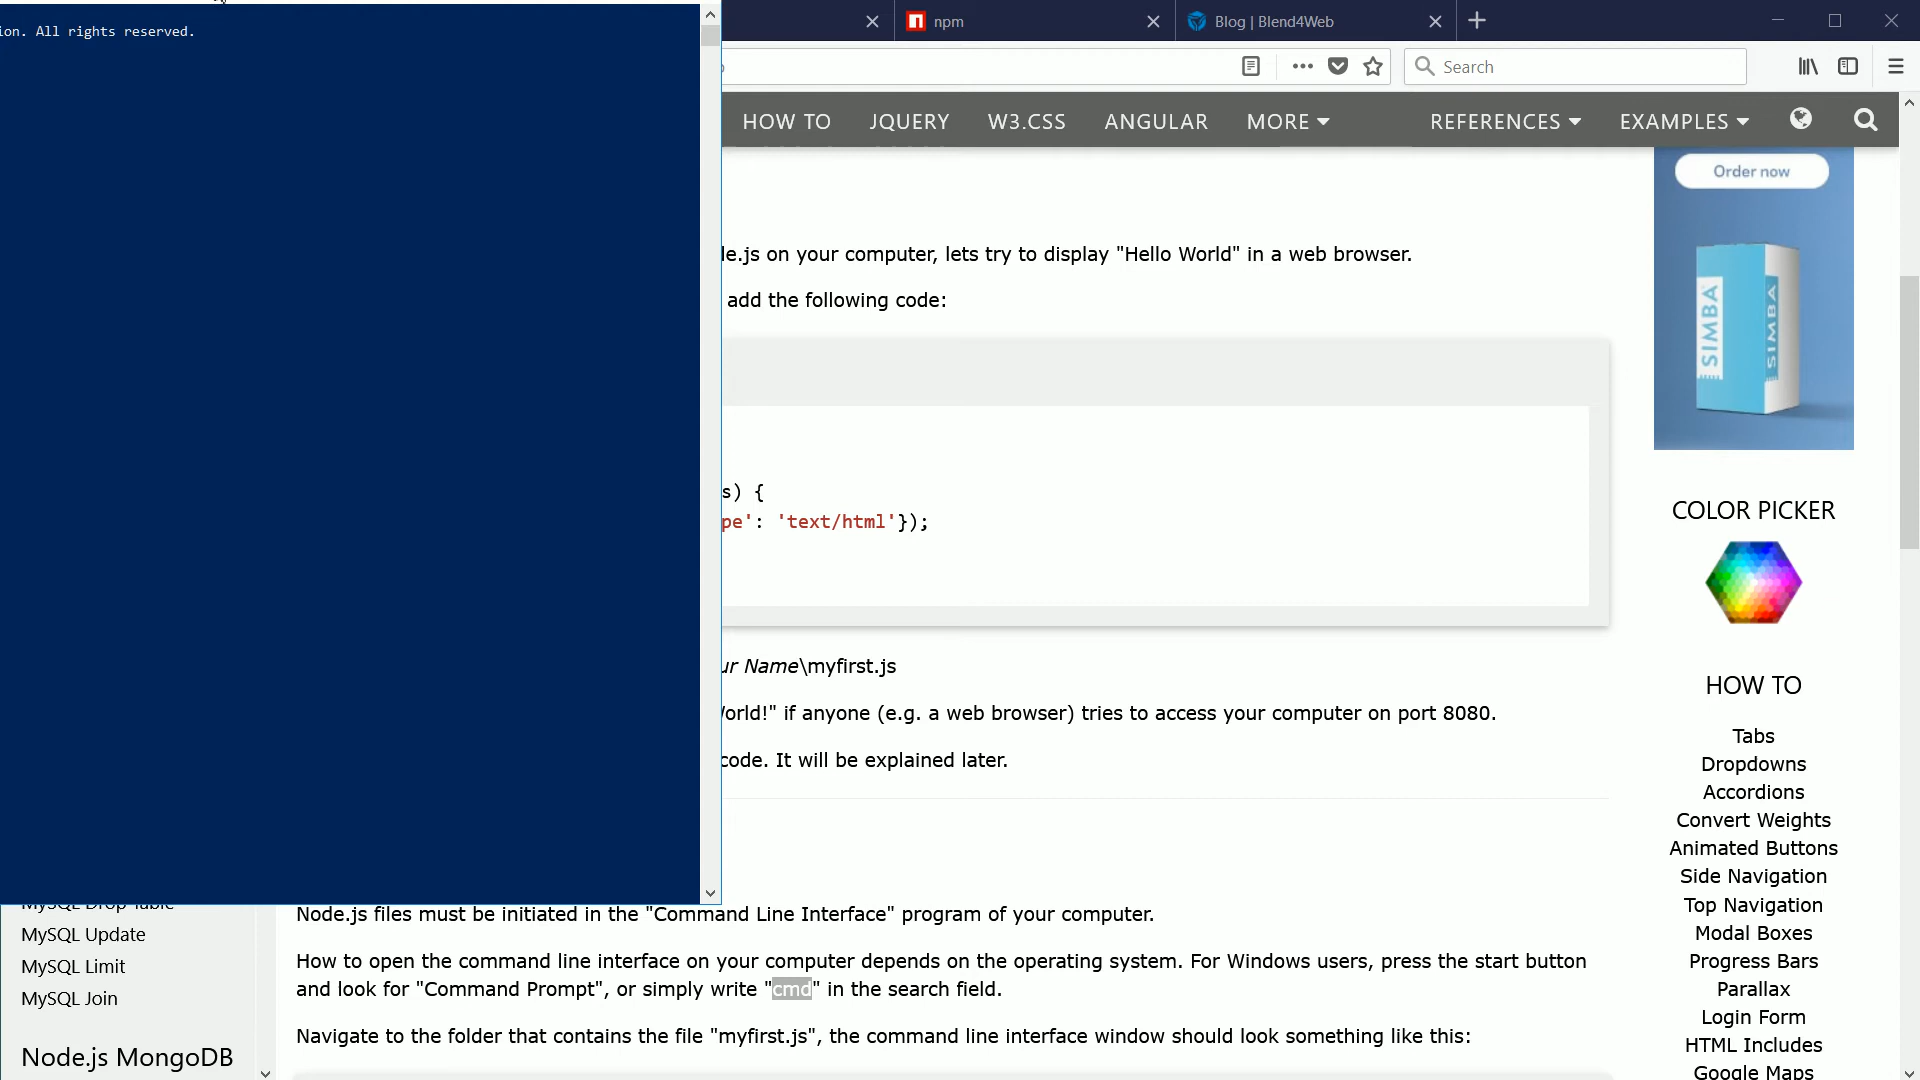 ion. All rights reserved.
npm
Blog | Blend4Web
Search
HOW TO
JQUERY
W3.CSS
ANGULAR
MORE
REFERENCES
EXAMPLES
Order now
SIMBA
SIMBA
de.js on your computer, lets try to display "Hello World" in a web browser.
add the following code:
s) {
pe': 'text/html'});
ur Name\myfirst.js
World!" if anyone (e.g. a web browser) tries to access your computer on port 8080.
code. It will be explained later.
COLOR PICKER
HOW TO
Tabs
Dropdowns
Accordions
Convert Weights
Animated Buttons
Side Navigation
Top Navigation
Modal Boxes
Progress Bars
Parallax
Login Form
HTML Includes
Google Maps
MySQL Drop Table
MySQL Update
MySQL Limit
MySQL Join
Node.js MongoDB
Node.js files must be initiated in the "Command Line Interface" program of your computer.
How to open the command line interface on your computer depends on the operating system. For Windows users, press the start button
and look for "Command Prompt", or simply write "cmd" in the search field.
Navigate to the folder that contains the file "myfirst.js", the command line interface window should look something like this: